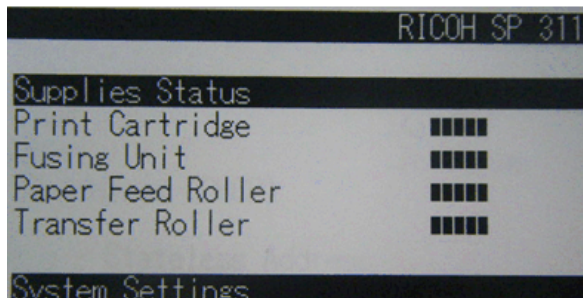 RICOH SP 311
Supplies Status
Print Cartridge
Fusing Unit
Paper Feed Roller
Transfer Roller
System Settings